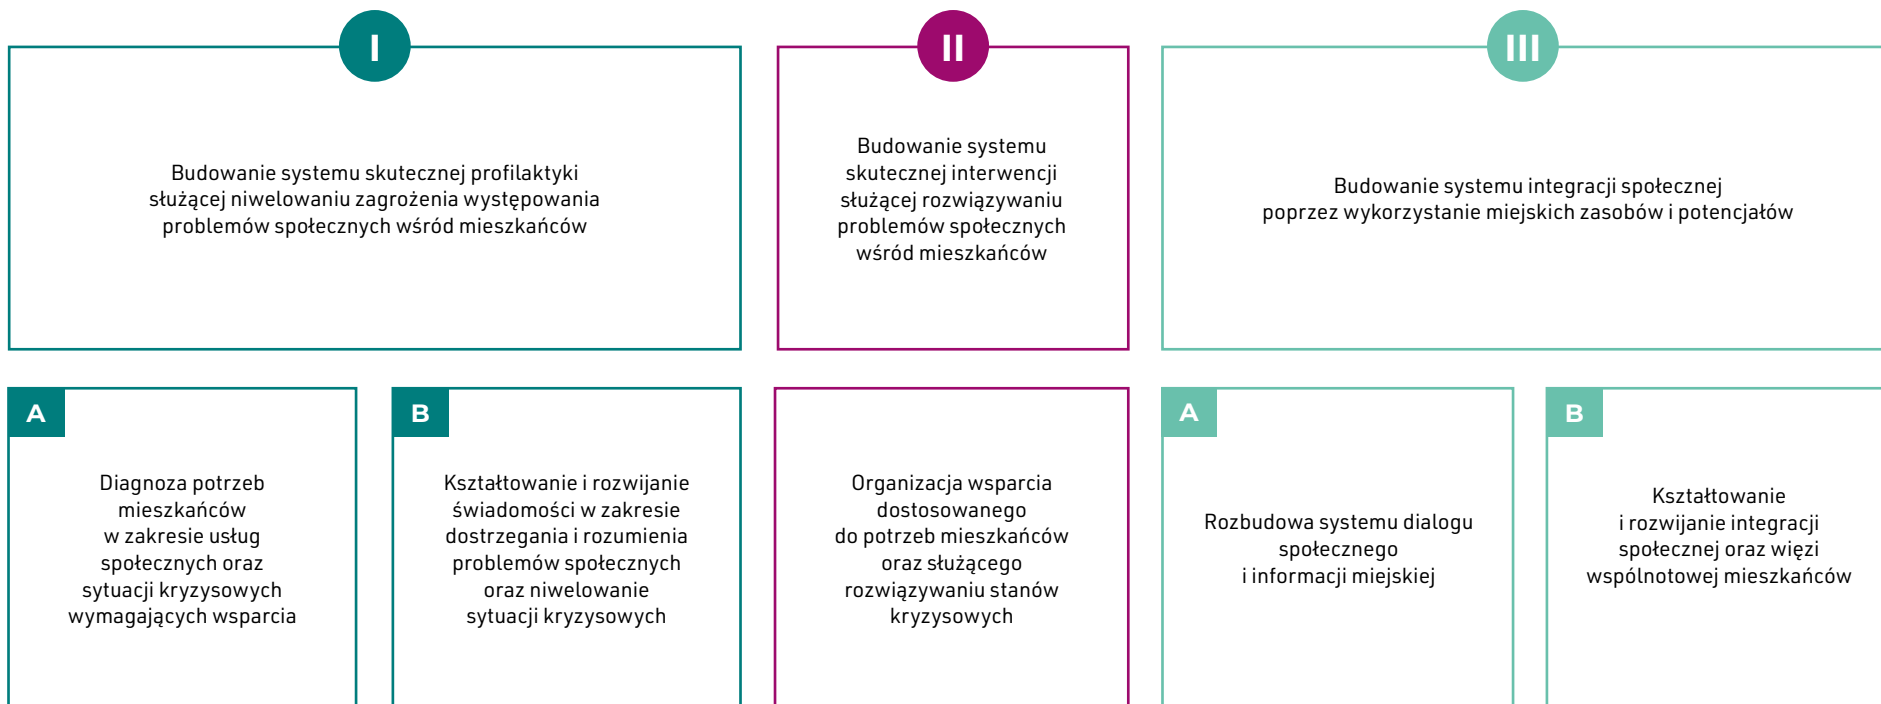 I
Budowanie systemu skutecznej profilaktyki
służącej niwelowaniu zagrożenia występowania
problemów społecznych wśród mieszkańców
II
Budowanie systemu
skutecznej interwencji
służącej rozwiązywaniu
problemów społecznych
wśród mieszkańców
III
Budowanie systemu integracji społecznej
poprzez wykorzystanie miejskich zasobów i potencjałów
A
Diagnoza potrzeb
mieszkańców
w zakresie usług
społecznych oraz
sytuacji kryzysowych
wymagających wsparcia
B
Kształtowanie i rozwijanie
świadomości w zakresie
dostrzegania i rozumienia
problemów społecznych
oraz niwelowanie
sytuacji kryzysowych
Organizacja wsparcia
dostosowanego
do potrzeb mieszkańców
oraz służącego
rozwiązywaniu stanów
kryzysowych
A
Rozbudowa systemu dialogu
społecznego
i informacji miejskiej
B
Kształtowanie
i rozwijanie integracji
społecznej oraz więzi
wspólnotowej mieszkańców